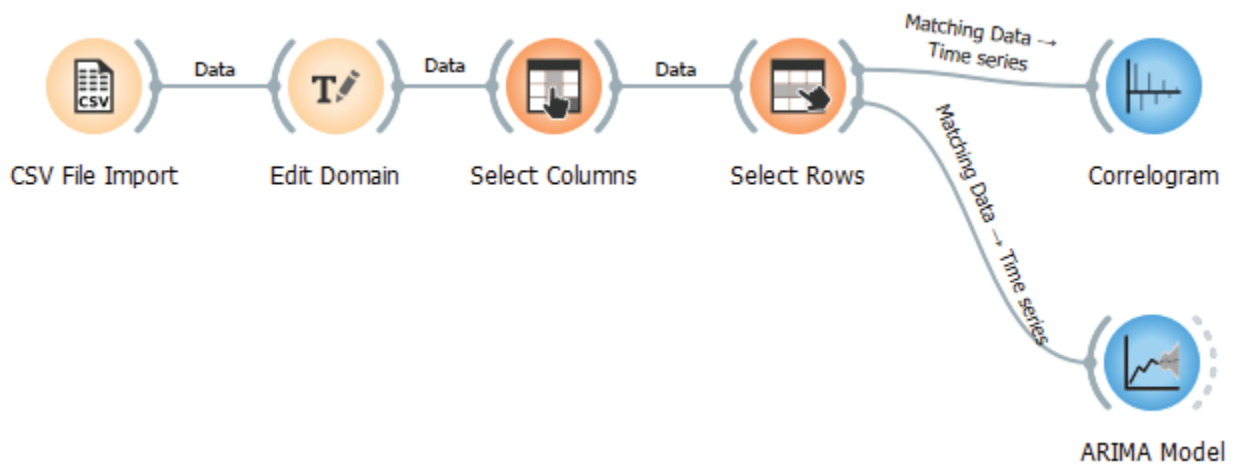 Matching Data →
Time series
Data
Data
Data
CSV
T
CSV File Import
Edit Domain
Select Columns
Select Rows
Correlogram
Matching Data → Time series
ARIMA Model